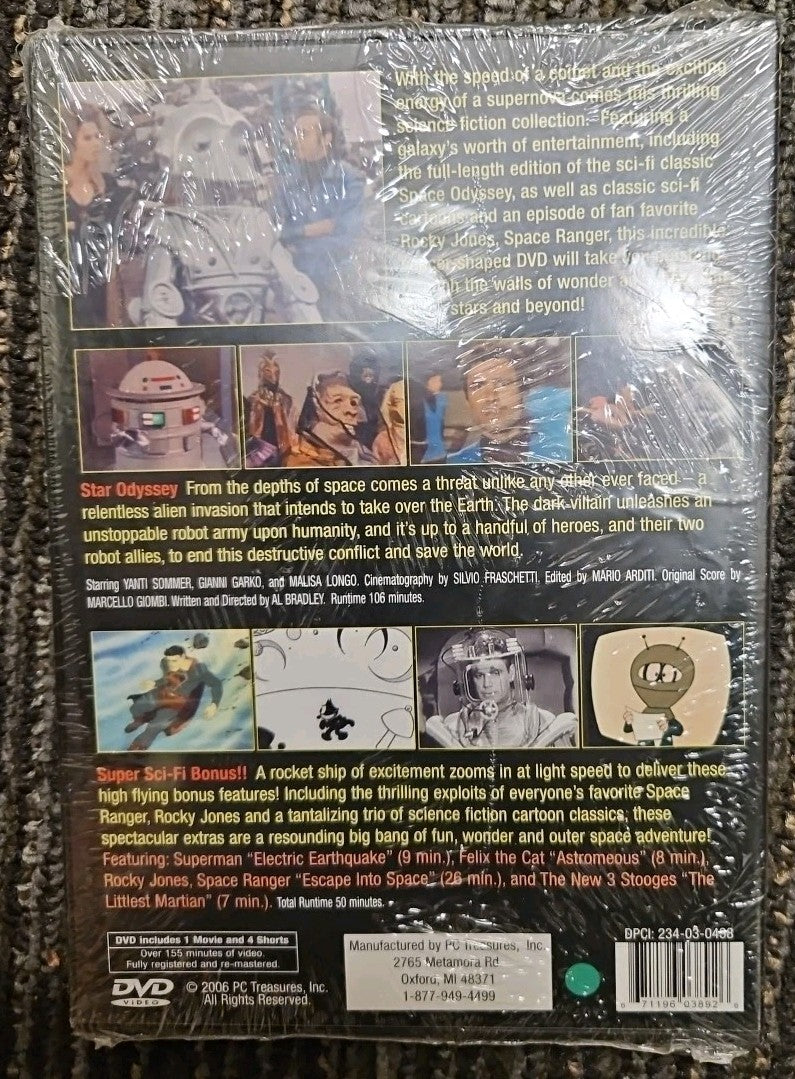 With the speed of a comet and the exciting
energy of a supernova comes this thrilling
science fiction collection. Featuring a
galaxy's worth of entertainment, including
the full-length edition of the sci-fi classic
Space Odyssey, as well as classic sci-fi
cartoons and an episode of fan favorite
Rocky Jones, Space Ranger, this incredible
shaped DVD will take
the walls of wonder
stars and beyond!
Star Odyssey From the depths of space comes a threat unlike any other ever faced a
relentless alien invasion that intends to take over the Earth. The dark villain unleashes an
unstoppable robot army upon humanity, and it's up to a handful of heroes, and their two
robot allies, to end this destructive conflict and save the world.
Starring YANTI SOMMER, GIANNI GARKO, and MALISA LONGO. Cinematography by SILVIO FRASCHETTI. Edited by MARIO ARDITI. Original Score by
MARCELLO GIOMBI. Written and Directed by AL BRADLEY. Runtime 106 minutes.
Super Sci-Fi Bonus!! A rocket ship of excitement zooms in at light speed to deliver these
high flying bonus features! Including the thrilling exploits of everyone's favorite Space
Ranger, Rocky Jones and a tantalizing trio of science fiction cartoon classics, these
spectacular extras are a resounding big bang of fun, wonder and outer space adventure!
Featuring: Superman "Electric Earthquake" (9 min.), Felix the Cat "Astromeous" (8 min.),
Rocky Jones, Space Ranger "Escape Into Space" (26 min.), and The New 3 Stooges "The
Littlest Martian" (7 min.). Total Runtime 50 minutes.
DVD includes 1 Movie and 4 Shorts
Over 155 minutes of video.
Fully registered and re-mastered.
DVD
VIDEO
© 2006 PC Treasures, Inc.
All Rights Reserved.
Manufactured by PC Treasures, Inc.
2765 Metamora Rd
Oxford, MI 48371
1-877-949-4499
DPCI: 234-03-0488
71196 03892